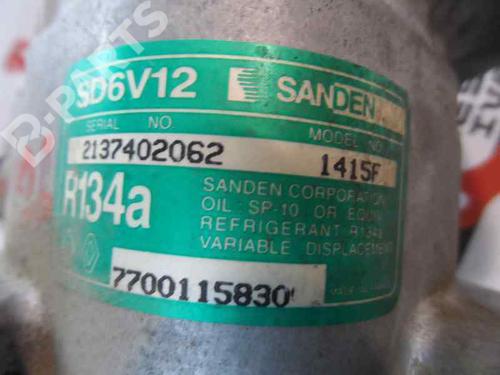 SD6V12 SANDEN
SERIAL NO. MODEL NO.
2137402062 1415F
R134a
SANDEN CORPORATION
OIL: SP-10 OR EQUIV
REFRIGERANT R134a
VARIABLE DISPLACEMENT
7700115830
B-PARTS